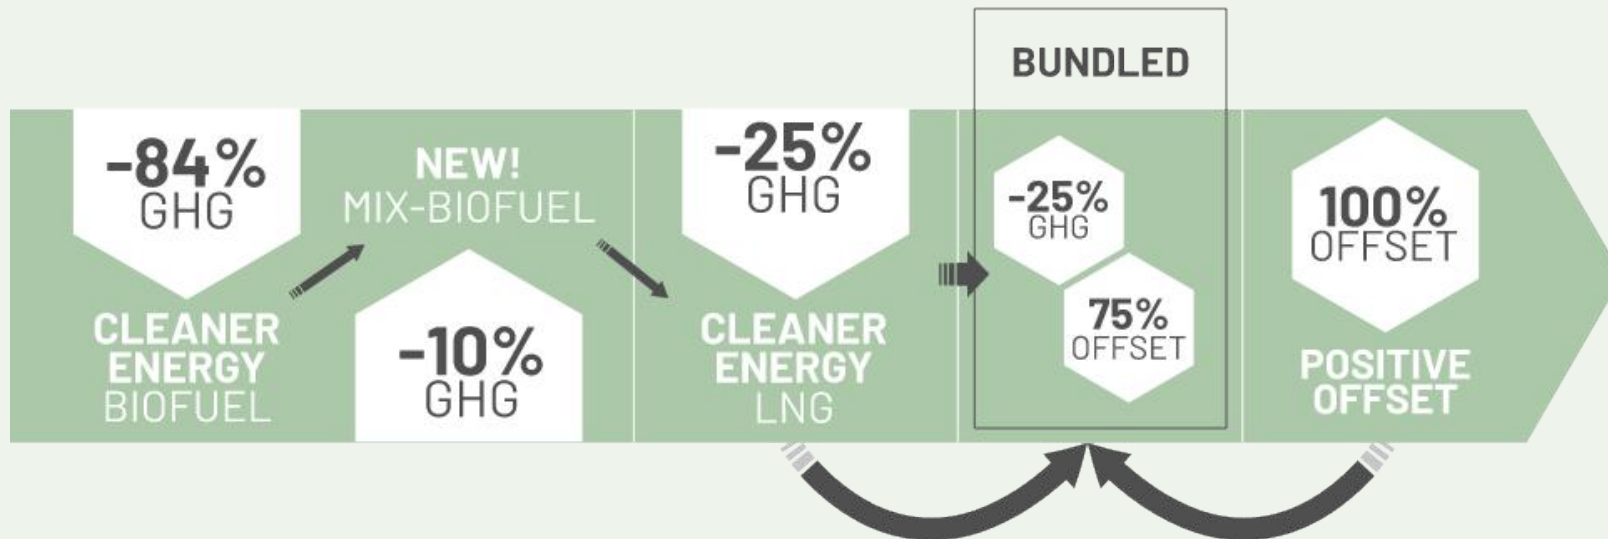 -84%
GHG
CLEANER
ENERGY
BIOFUEL
NEW!
MIX-BIOFUEL
-10%
GHG
-25%
GHG
CLEANER
ENERGY
LNG
BUNDLED
-25%
GHG
75%
OFFSET
100%
OFFSET
POSITIVE
OFFSET